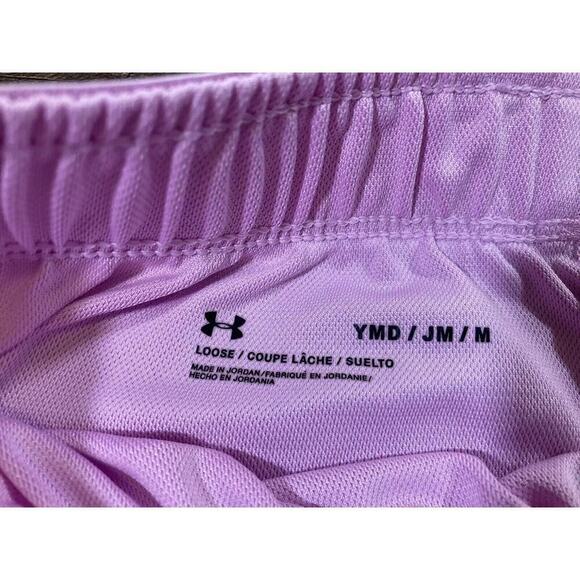 YMD / JM / M
LOOSE / COUPE LÂCHE / SUELTO
MADE IN JORDAN/FABRIQUÉ EN JORDANIE/
HECHO EN JORDANIA